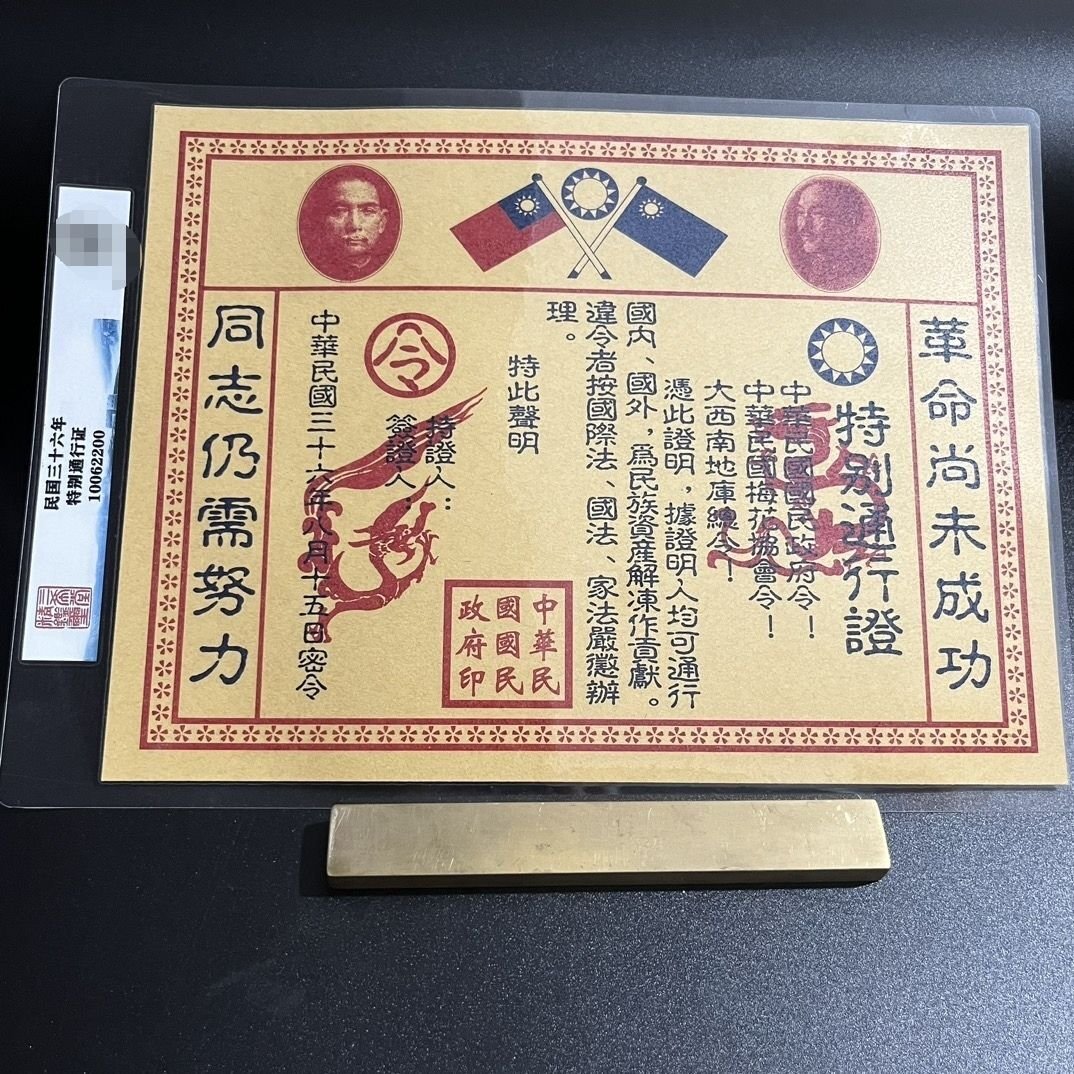 革命尚未成功
特别通行證
中華民國國民政府令！
中華民國梅花協會令！
大西南地庫總令！
憑此證明，據證明人均可通行
國内、國外，爲民族資産解凍作貢獻。
違令者按國際法、國法、家法嚴懲辦
理。
特此聲明
持證人：
簽證人：
令
中華民國三十六年八月十五日密令
中華民
國國民
政府印
同志仍需努力
民国三十六年
特别通行证
10062200